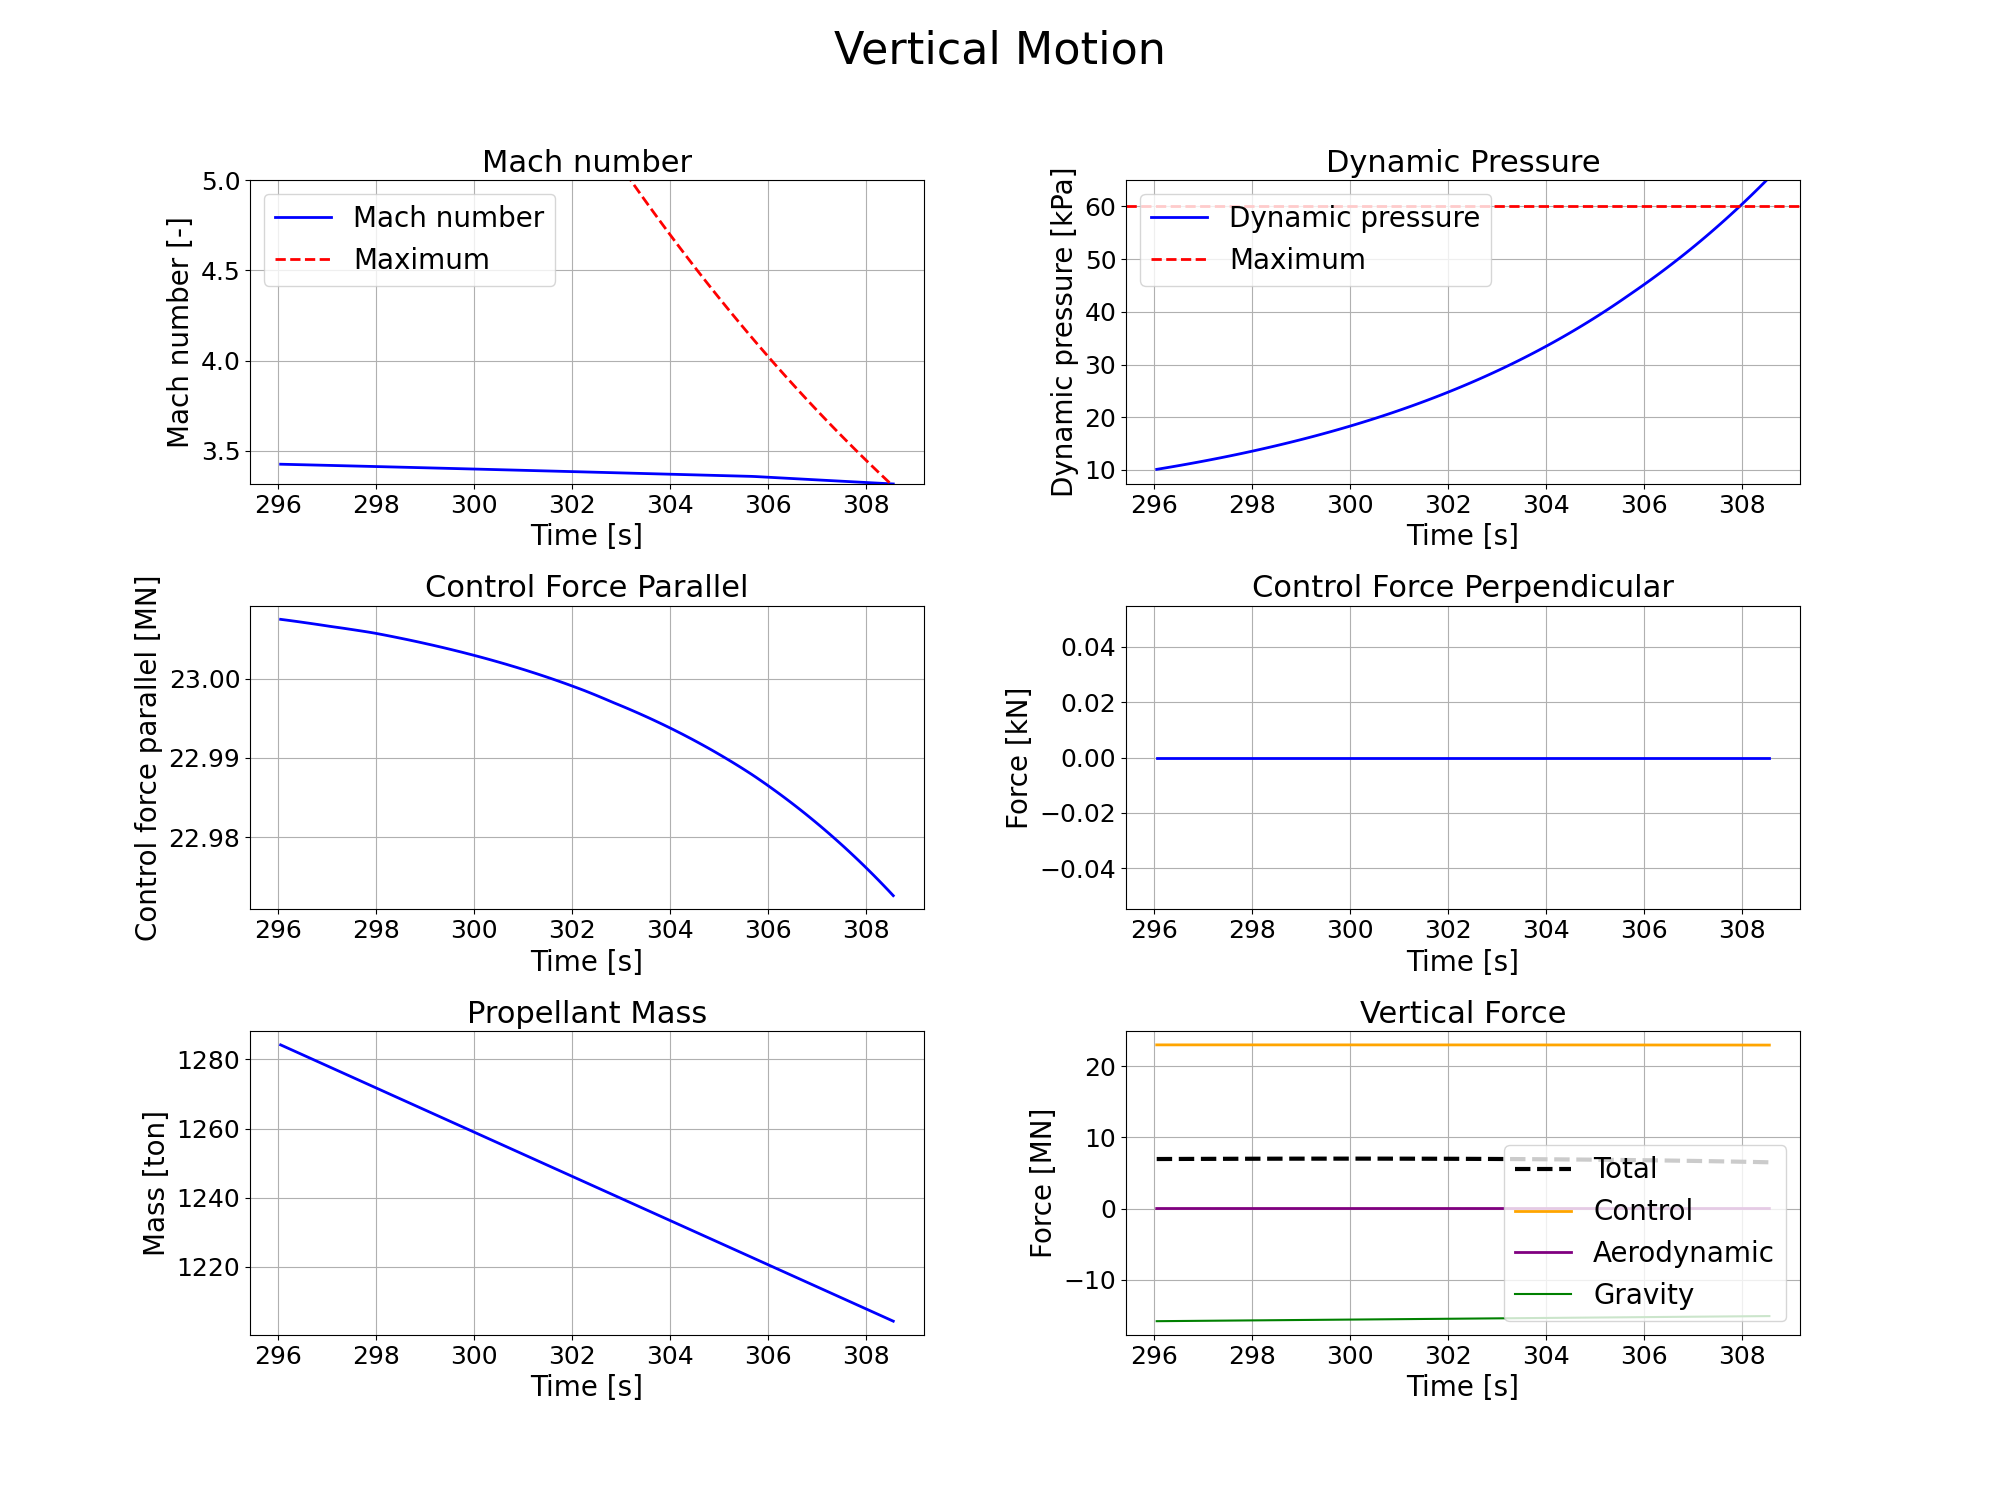 Vertical Motion
Mach number
Mach number [-]
5.0
4.5
4.0
3.5
Mach number
Maximum
296 298 300 302 304 306 308
Time [s]
Dynamic Pressure
Dynamic pressure [kPa]
60
50
40
30
20
10
Dynamic pressure
Maximum
296 298 300 302 304 306 308
Time [s]
Control Force Parallel
Control force parallel [MN]
23.00
22.99
22.98
296 298 300 302 304 306 308
Time [s]
Control Force Perpendicular
Force [kN]
0.04
0.02
0.00
−0.02
−0.04
296 298 300 302 304 306 308
Time [s]
Propellant Mass
Mass [ton]
1280
1260
1240
1220
296 298 300 302 304 306 308
Time [s]
Vertical Force
Force [MN]
20
10
0
−10
Total
Control
Aerodynamic
Gravity
296 298 300 302 304 306 308
Time [s]